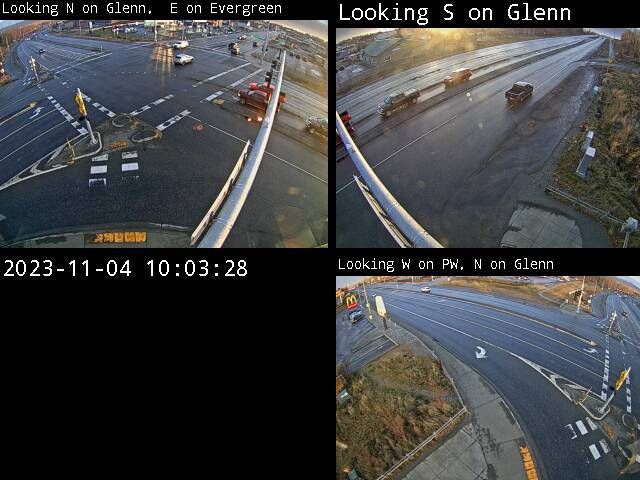 Looking N on Glenn, E on Evergreen
Looking S on Glenn
2023-11-04 10:03:28
Looking W on PW, N on Glenn